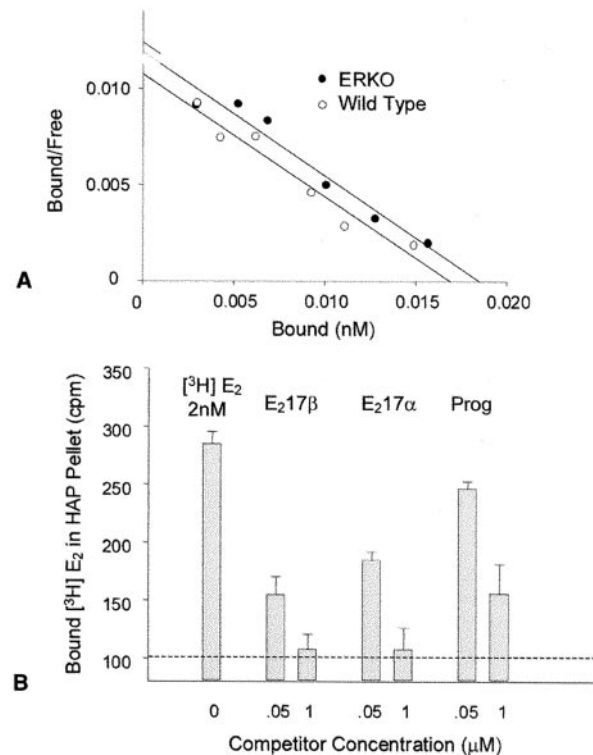 ERKO
Wild Type
Bound/Free
0.010
0.005
0
0
0.005
0.010
0.015
0.020
Bound (nM)
A
Bound [³H] E₂ in HAP Pellet (cpm)
350
300
250
200
150
100
[³H] E₂
2nM
E₂17β
E₂17α
Prog
0
.05
1
.05
1
.05
1
Competitor Concentration (μM)
B